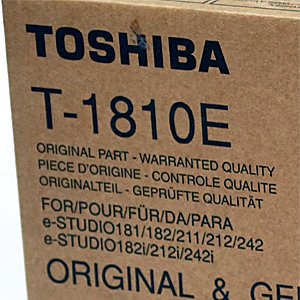 TOSHIBA
T-1810E
ORIGINAL PART - WARRANTED QUALITY
PIECE D'ORIGINE - CONTROLE QUALITE
ORIGINALTEIL - GEPRÜFTE QUALITÄT
FOR/POUR/FÜR/DA/PARA
e-STUDIO181/182/211/212/242
e-STUDIO182i/212i/242i
ORIGINAL &